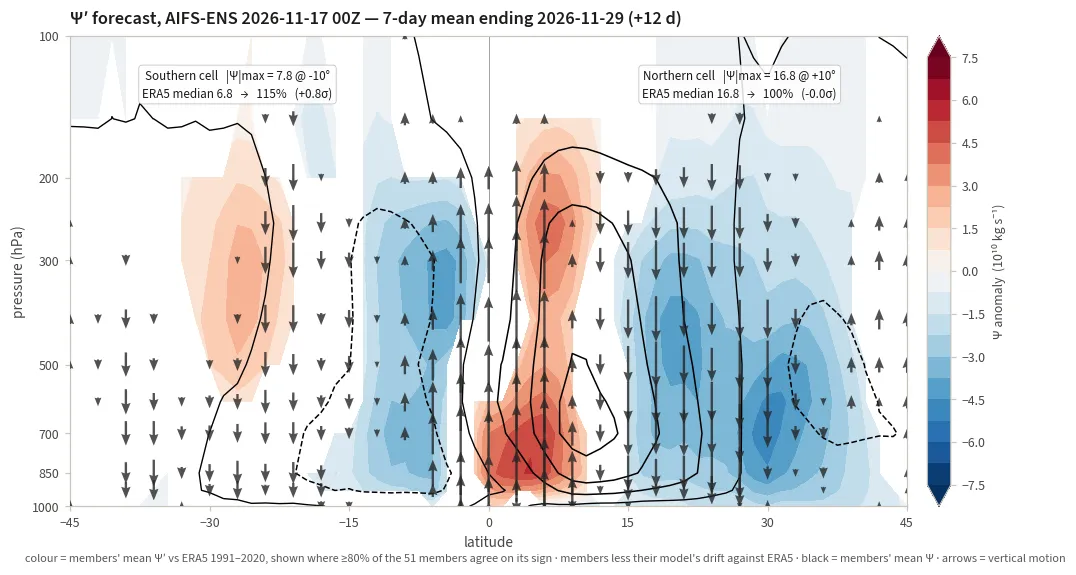 Ψ′ forecast, AIFS-ENS 2026-11-17 00Z — 7-day mean ending 2026-11-29 (+12 d)
100
200
300
500
700
850
1000
pressure (hPa)
Southern cell |Ψ|max = 7.8 @ -10°
ERA5 median 6.8 → 115% (+0.8σ)
Northern cell |Ψ|max = 16.8 @ +10°
ERA5 median 16.8 → 100% (-0.0σ)
−45 −30 −15 0 15 30 45
latitude
7.5
6.0
4.5
3.0
1.5
0.0
−1.5
−3.0
−4.5
−6.0
−7.5
Ψ anomaly (10¹⁰ kg s⁻¹)
colour = members' mean Ψ′ vs ERA5 1991–2020, shown where ≥80% of the 51 members agree on its sign · members less their model's drift against ERA5 · black = members' mean Ψ · arrows = vertical motion